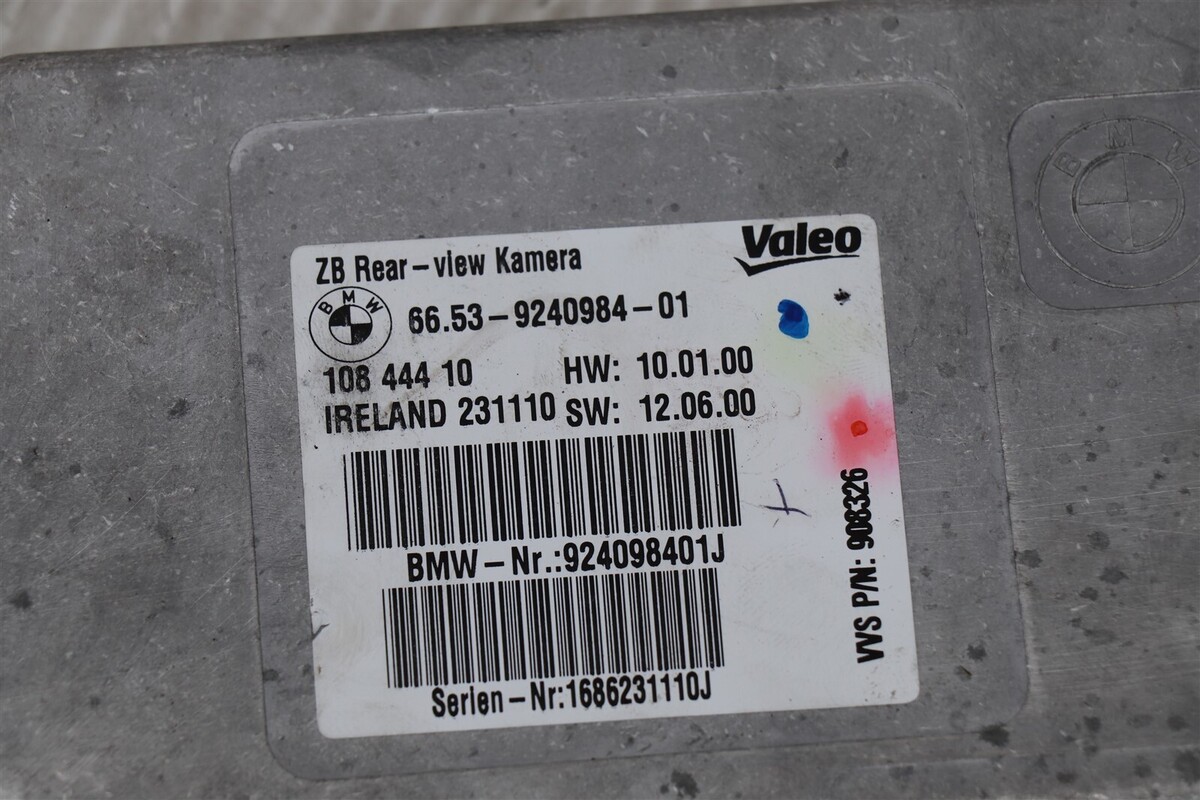 BMW
Valeo
ZB Rear-view Kamera
BMW
66.53-9240984-01
108 444 10 HW: 10.01.00
IRELAND 231110 SW: 12.06.00
BMW-Nr.:924098401J
Serien-Nr:1686231110J
VVS P/N: 908326